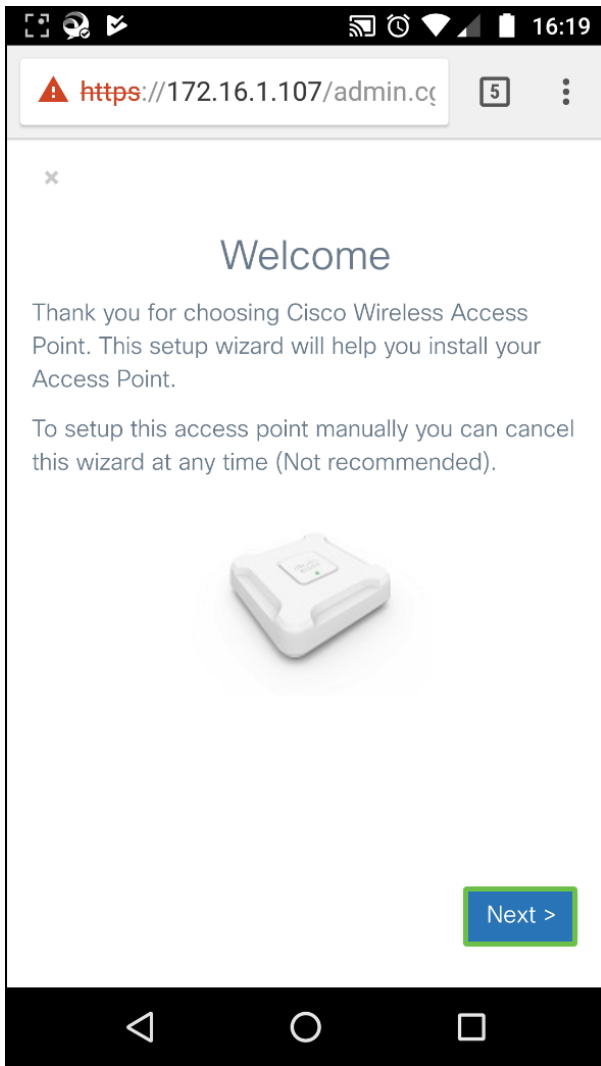 16:19
https://172.16.1.107/admin.cg
5
×
Welcome
Thank you for choosing Cisco Wireless Access
Point. This setup wizard will help you install your
Access Point.
To setup this access point manually you can cancel
this wizard at any time (Not recommended).
Next >